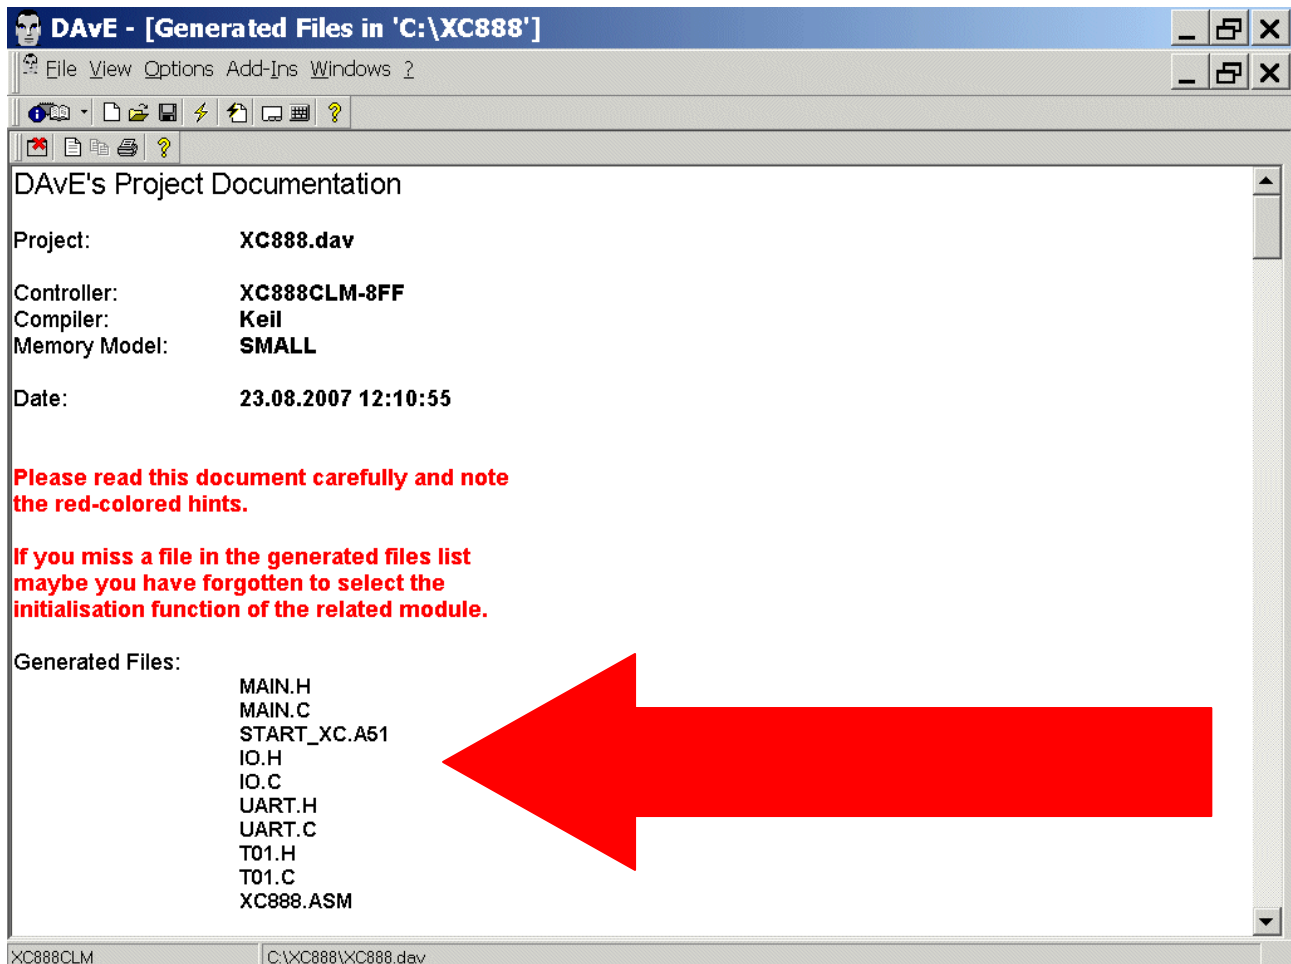 DAvE - [Generated Files in 'C:\XC888']
File View Options Add-Ins Windows ?
DAvE's Project Documentation
Project: XC888.dav
Controller: XC888CLM-8FF
Compiler: Keil
Memory Model: SMALL
Date: 23.08.2007 12:10:55
Please read this document carefully and note
the red-colored hints.
If you miss a file in the generated files list
maybe you have forgotten to select the
initialisation function of the related module.
Generated Files:
MAIN.H
MAIN.C
START_XC.A51
IO.H
IO.C
UART.H
UART.C
T01.H
T01.C
XC888.ASM
XC888CLM C:\XC888\XC888.dav